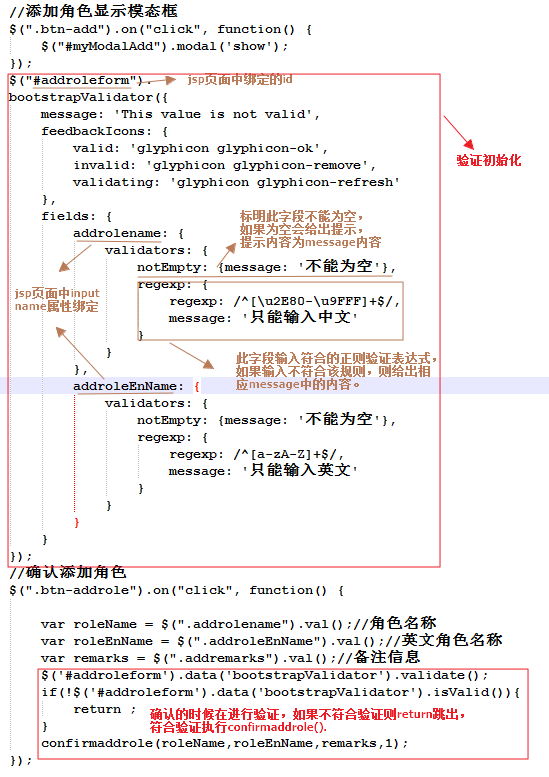 //添加角色显示模态框
$(".btn-add").on("click", function() {
$("#myModalAdd").modal('show');
});
$("#addroleform").
jsp页面中绑定的id
bootstrapValidator({
message: 'This value is not valid',
feedbackIcons: {
valid: 'glyphicon glyphicon-ok',
invalid: 'glyphicon glyphicon-remove',
validating: 'glyphicon glyphicon-refresh'
},
验证初始化
fields: {
addrolename: {
validators: {
标明此字段不能为空，
如果为空会给出提示，
提示内容为message内容
notEmpty: {message: '不能为空'},
regexp: {
regexp: /^[\u2E80-\u9FFF]+$/,
message: '只能输入中文'
}
jsp页面中input
name属性绑定
}
},
此字段输入符合的正则验证表达式，
如果输入不符合该规则，则给出相
应message中的内容。
addroleEnName: {
validators: {
notEmpty: {message: '不能为空'},
regexp: {
regexp: /^[a-zA-Z]+$/,
message: '只能输入英文'
}
}
}
}
});
//确认添加角色
$(".btn-addrole").on("click", function() {
var roleName = $(".addrolename").val();//角色名称
var roleEnName = $(".addroleEnName").val();//英文角色名称
var remarks = $(".addremarks").val();//备注信息
$('#addroleform').data('bootstrapValidator').validate();
if(!$('#addroleform').data('bootstrapValidator').isValid()){
return ;
确认的时候在进行验证，如果不符合验证则return跳出，
符合验证执行confirmaddrole().
}
confirmaddrole(roleName,roleEnName,remarks,1);
});